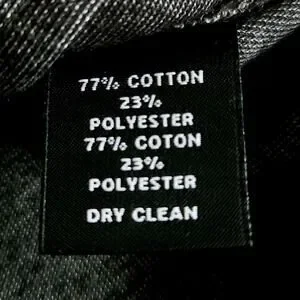 77% COTTON
23%
POLYESTER
77% COTON
23%
POLYESTER
DRY CLEAN